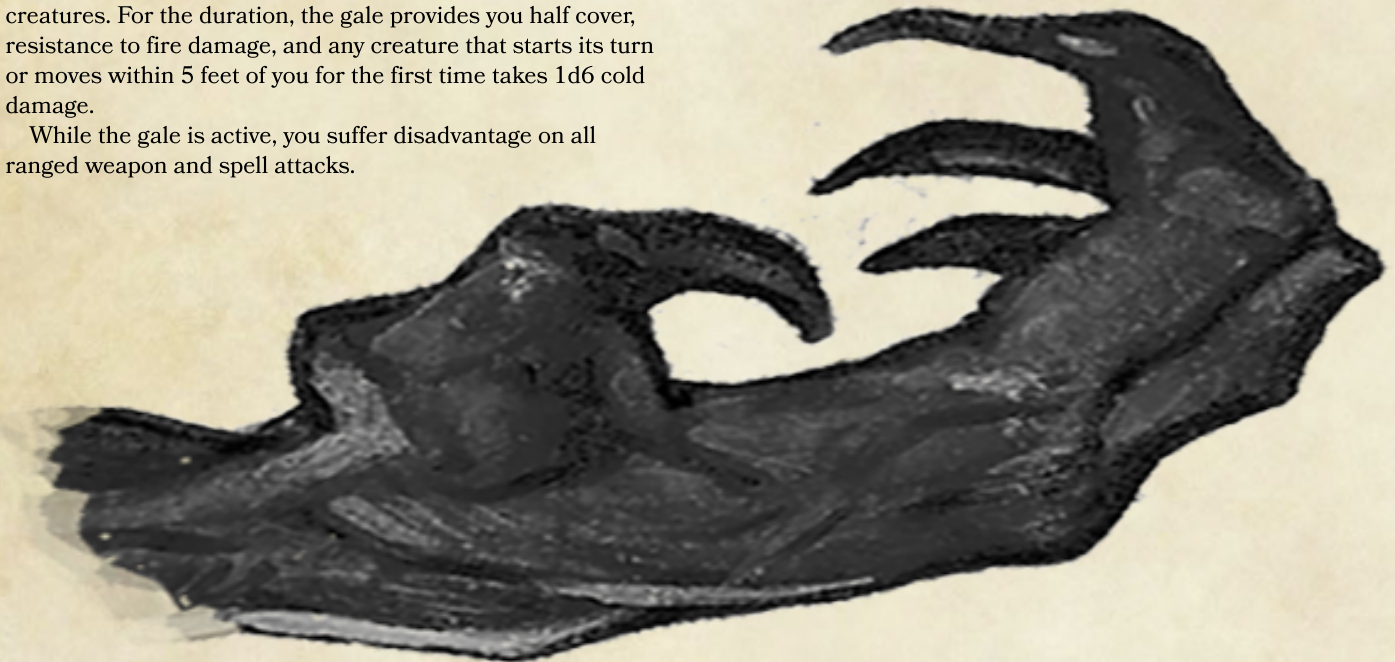 creatures. For the duration, the gale provides you half cover,
resistance to fire damage, and any creature that starts its turn
or moves within 5 feet of you for the first time takes 1d6 cold
damage.
While the gale is active, you suffer disadvantage on all
ranged weapon and spell attacks.